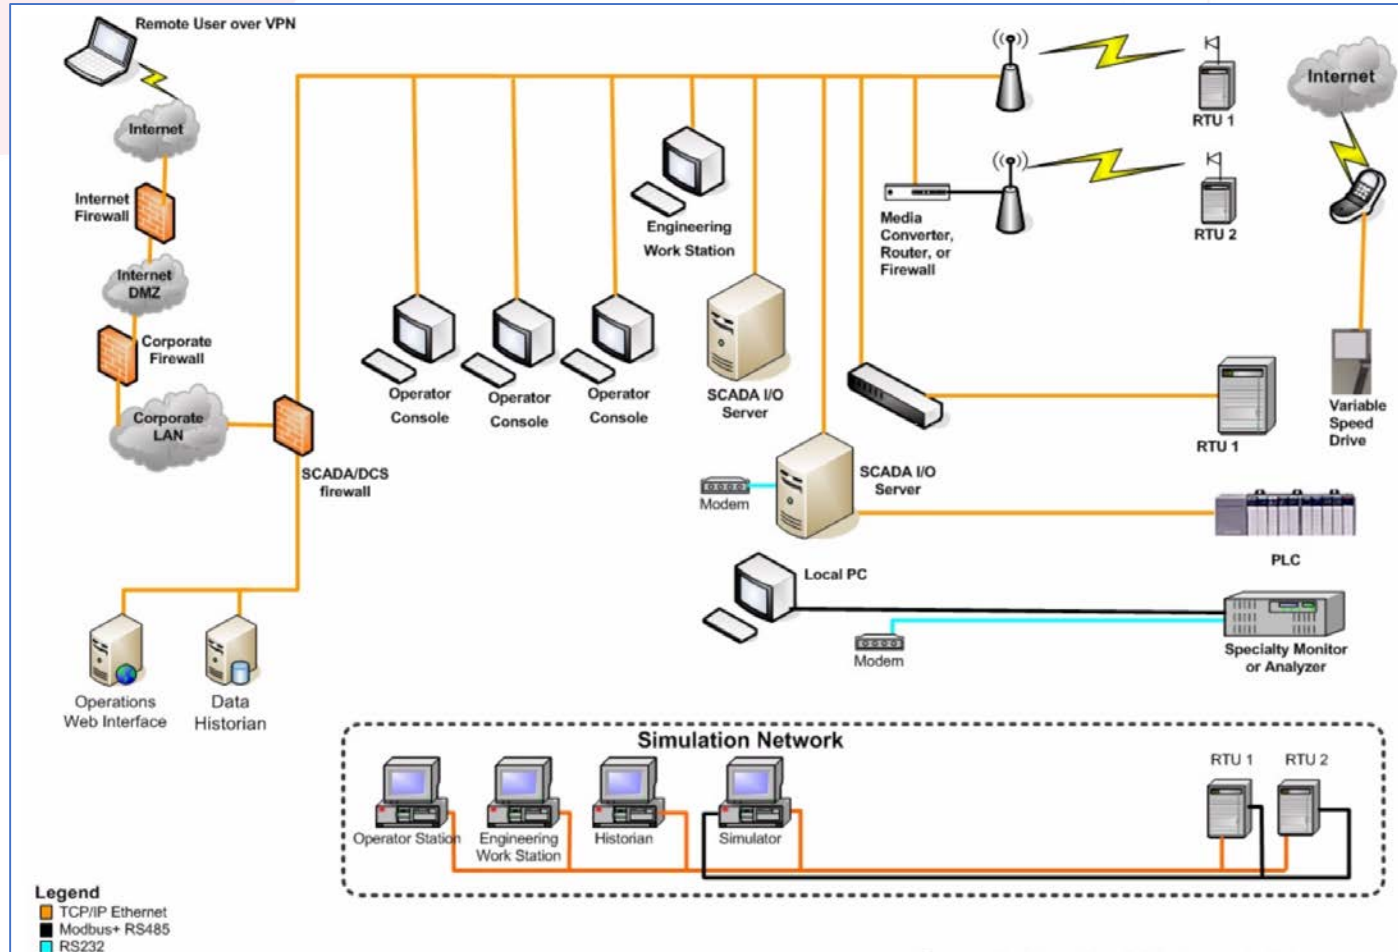 Remote User over VPN
Internet
Internet
Firewall
Internet
DMZ
Corporate
Firewall
Corporate
LAN
SCADA/DCS
firewall
Operations
Web Interface
Data
Historian
Operator
Console
Operator
Console
Operator
Console
Engineering
Work Station
SCADA I/O
Server
Media
Converter,
Router, or
Firewall
RTU 1
RTU 2
Internet
Variable
Speed
Drive
RTU 1
SCADA I/O
Server
Modem
PLC
Local PC
Modem
Specialty Monitor
or Analyzer
Simulation Network
Operator Station
Engineering
Work Station
Historian
Simulator
RTU 1
RTU 2
Legend
TCP/IP Ethernet
Modbus+ RS485
RS232